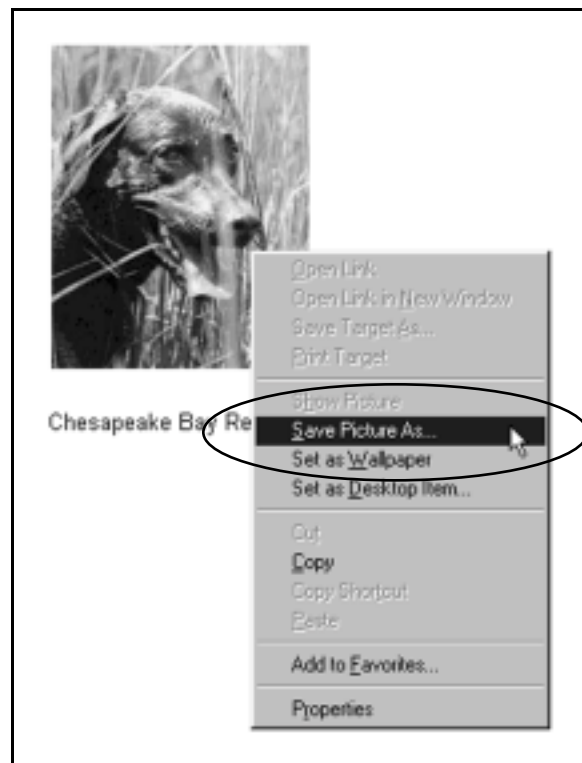 Open Link
Open Link in New Window
Save Target As...
Print Target
Show Picture
Chesapeake Bay Re
Save Picture As...
Set as Wallpaper
Set as Desktop Item...
Cut
Copy
Copy Shortcut
Paste
Add to Favorites...
Properties